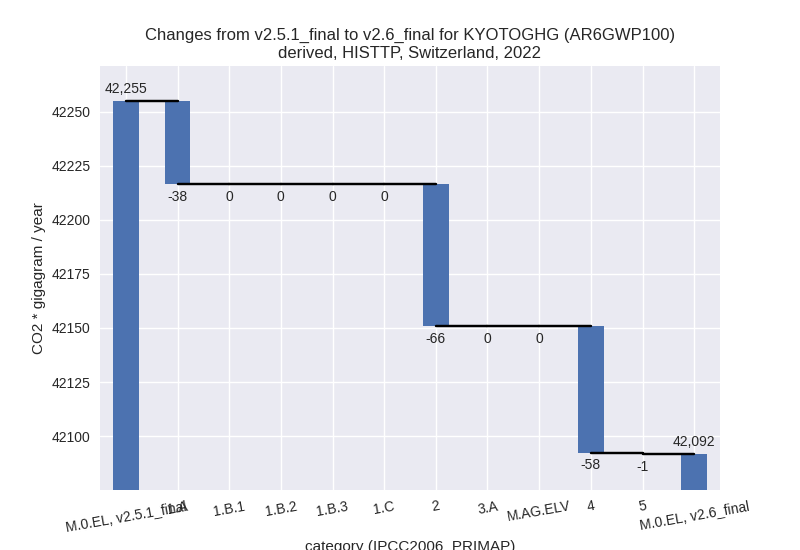 Changes from v2.5.1_final to v2.6_final for KYOTOGHG (AR6GWP100)
derived, HISTTP, Switzerland, 2022
CO2 * gigagram / year
42250
42225
42200
42175
42150
42125
42100
42,255
-38
0
0
0
0
-66
0
0
-58
-1
42,092
M.0.EL, v2.5.1_final
1.A
1.B.1
1.B.2
1.B.3
1.C
2
3.A
M.AG.ELV
4
5
M.0.EL, v2.6_final
category (IPCC2006_PRIMAP)